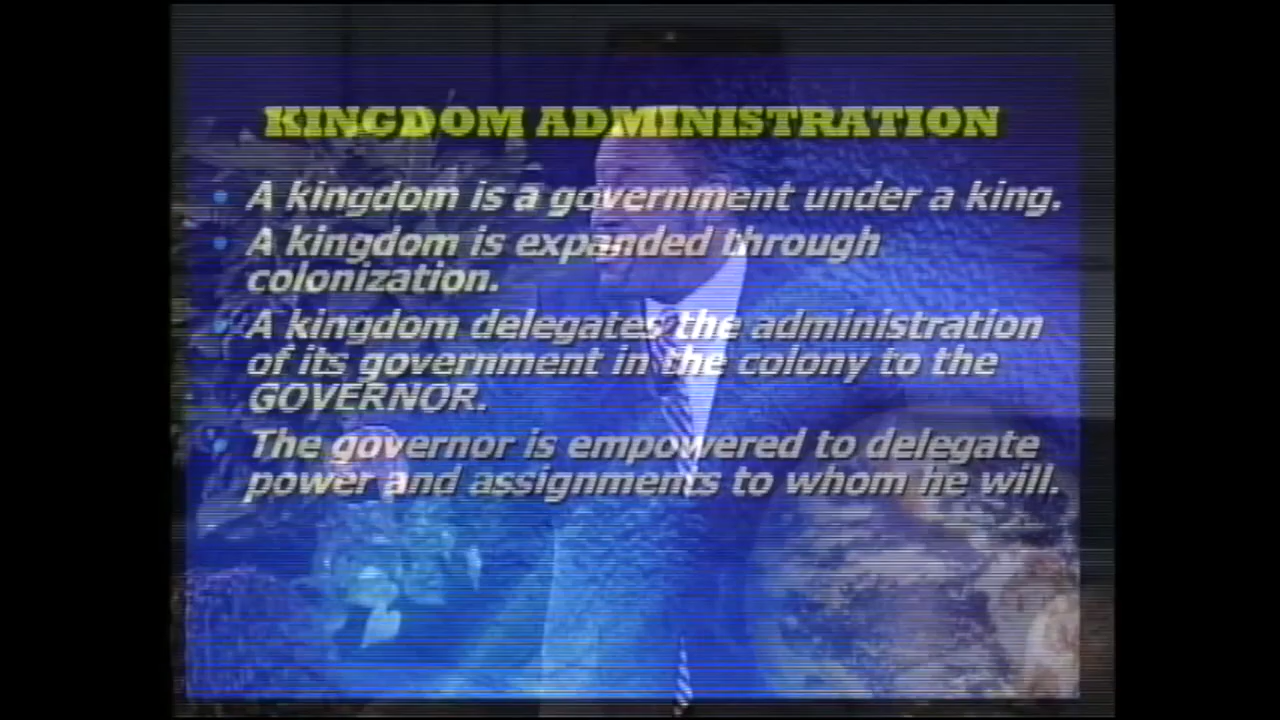 KINGDOM ADMINISTRATION
• A kingdom is a government under a king.
• A kingdom is expanded through
colonization.
• A kingdom delegates the administration
of its government in the colony to the
GOVERNOR.
• The governor is empowered to delegate
power and assignments to whom he will.